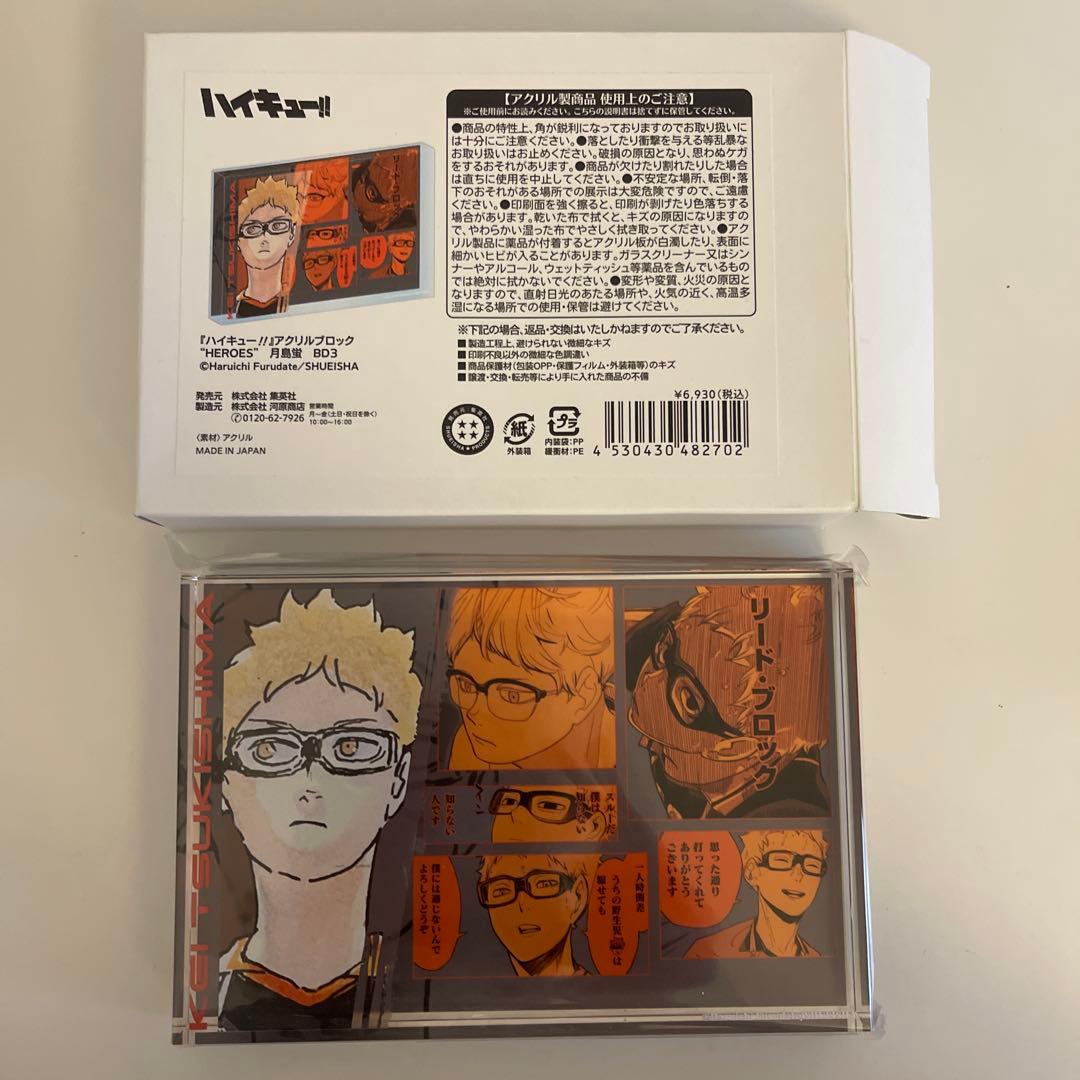 ハイキュー!!
【アクリル製商品 使用上のご注意】
※ご使用前にお読みください。こちらの説明書は捨てずに保管してください。
●商品の特性上、角が鋭利になっておりますのでお取り扱いに
は十分にご注意ください。●落としたり衝撃を与える等乱暴な
お取り扱いはお止めください。破損の原因となり、思わぬケガ
をするおそれがあります。●商品が欠けたり割れたりした場合
は直ちに使用を中止してください。●不安定な場所、転倒・落
下のおそれがある場所での展示は大変危険ですので、ご遠慮
ください。●印刷面を強く擦ると、印刷が剥げたり色落ちする
場合があります。乾いた布で拭くと、キズの原因になりますの
で、やわらかい湿った布でやさしく拭き取ってください。●アク
リル製品に薬品が付着するとアクリル板が白濁したり、表面に
細かいヒビが入ることがあります。ガラスクリーナー又はシン
ナーやアルコール、ウェットティッシュ等薬品を含んでいるもの
では絶対に拭かないでください。●変形や変質、火災の原因と
なりますので、直射日光のあたる場所や、火気の近く、高温多
湿になる場所での使用・保管は避けてください。
※下記の場合、返品・交換はいたしかねますのでご了承ください。
■製造工程上、避けられない微細なキズ
■印刷不良以外の微細な色調違い
■商品保護材(包装OPP・保護フィルム・外装箱等)のキズ
■譲渡・交換・転売等により手に入れた商品の不備
KEI TSUKISHIMA
リード・ブロック
『ハイキュー!!』アクリルブロック
"HEROES" 月島蛍 BD3
©Haruichi Furudate/SHUEISHA
発売元 株式会社 集英社
製造元 株式会社 河原商店
0120-62-7926
営業時間
月〜金(土日・祝日を除く)
10:00〜16:00
〈素材〉アクリル
MADE IN JAPAN
発売元 集英社
SHUEISHA PRODUCTS
紙
外装箱
プラ
内装袋:PP
緩衝材:PE
¥6,930(税込)
4 530430 482702
KEI TSUKISHIMA
リード・ブロック
スルーだ
僕は
知らない
知らない
人です
一人時間差
うちの野生児は
騙せても
僕には通じないんで
よろしくどうぞ
思った通り
打ってくれて
ありがとう
ございます